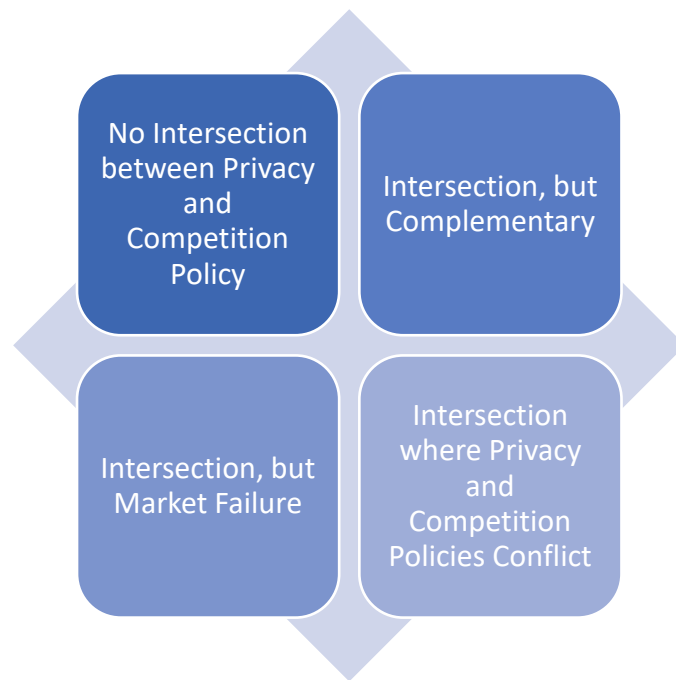 No Intersection
between Privacy
and
Competition
Policy
Intersection, but
Complementary
Intersection, but
Market Failure
Intersection
where Privacy
and
Competition
Policies Conflict